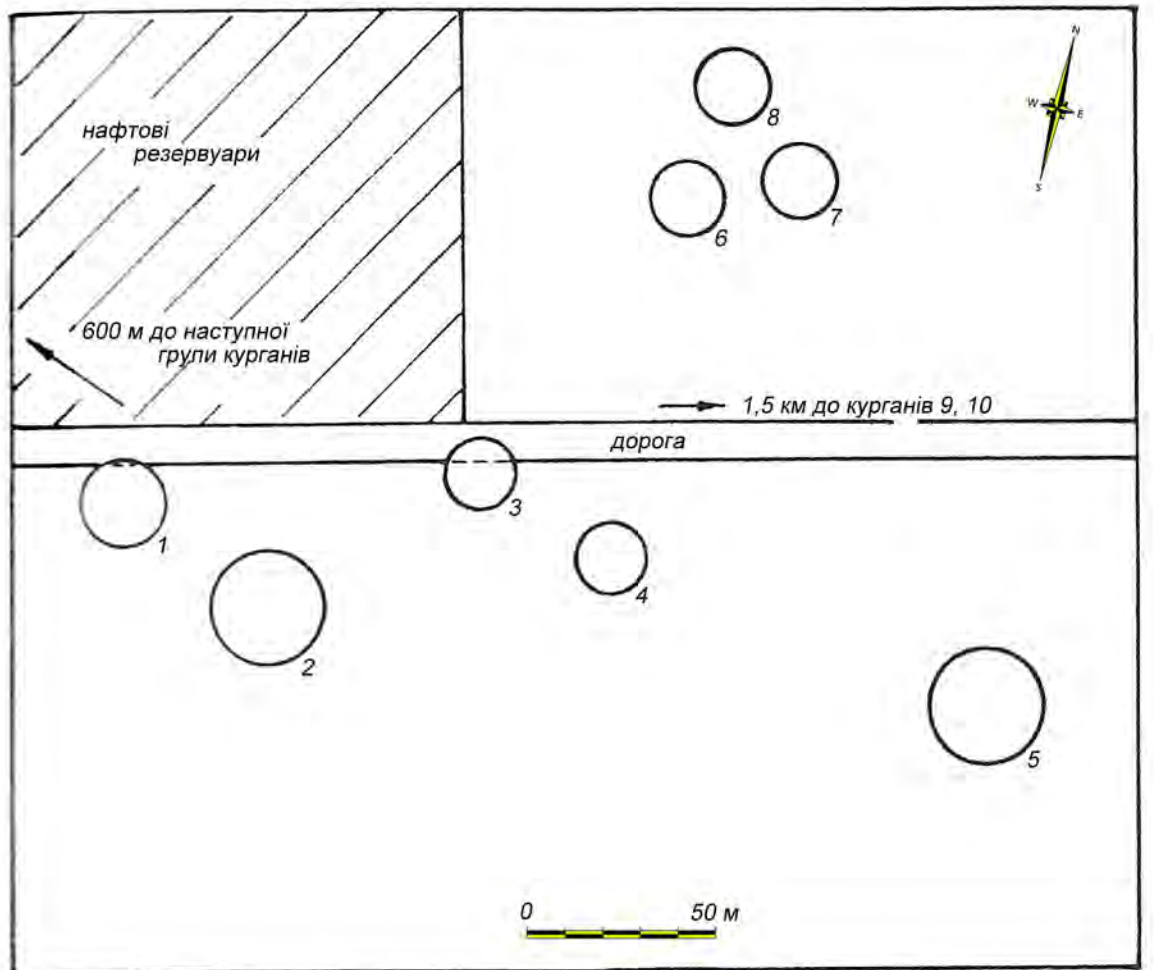 N
W
E
S
8
нафтові
резервуари
7
6
600 м до наступної
групи курганів
1,5 км до курганів 9, 10
дорога
3
1
4
2
5
0 50 м